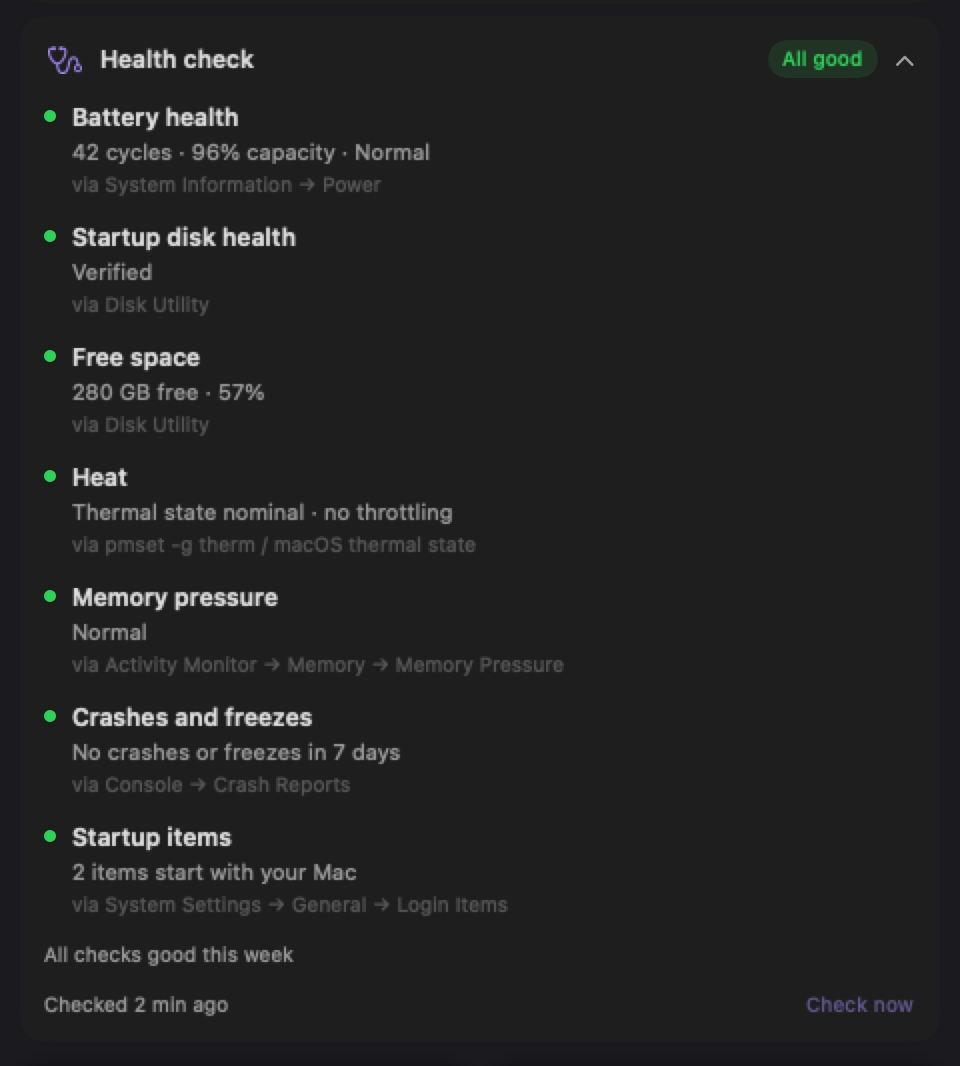 Health check
All good
Battery health
42 cycles · 96% capacity · Normal
via System Information → Power
Startup disk health
Verified
via Disk Utility
Free space
280 GB free · 57%
via Disk Utility
Heat
Thermal state nominal · no throttling
via pmset -g therm / macOS thermal state
Memory pressure
Normal
via Activity Monitor → Memory → Memory Pressure
Crashes and freezes
No crashes or freezes in 7 days
via Console → Crash Reports
Startup items
2 items start with your Mac
via System Settings → General → Login Items
All checks good this week
Checked 2 min ago
Check now